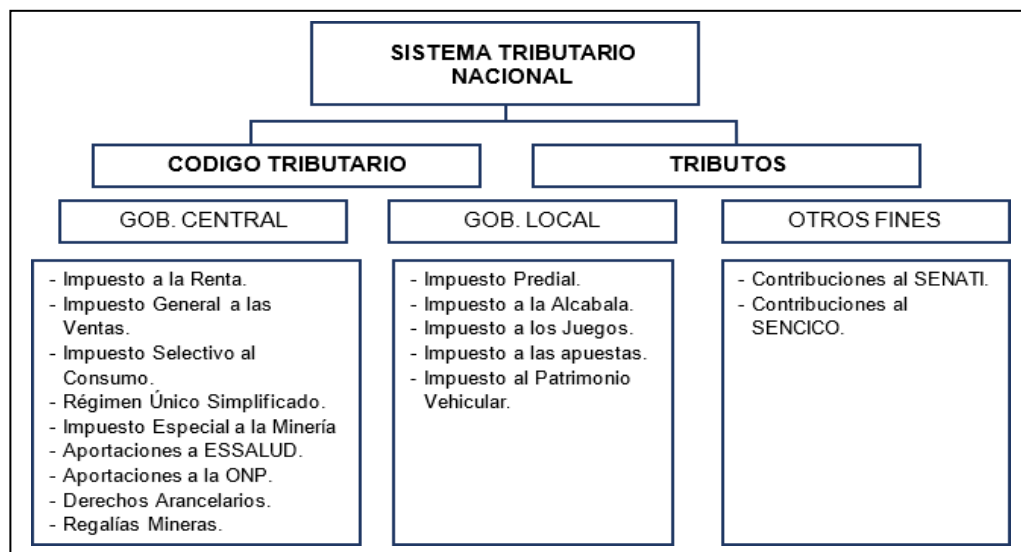 SISTEMA TRIBUTARIO
NACIONAL
CODIGO TRIBUTARIO
TRIBUTOS
GOB. CENTRAL
GOB. LOCAL
OTROS FINES
- Impuesto a la Renta.
- Impuesto General a las
Ventas.
- Impuesto Selectivo al
Consumo.
- Régimen Único Simplificado.
- Impuesto Especial a la Minería
- Aportaciones a ESSALUD.
- Aportaciones a la ONP.
- Derechos Arancelarios.
- Regalías Mineras.
- Impuesto Predial.
- Impuesto a la Alcabala.
- Impuesto a los Juegos.
- Impuesto a las apuestas.
- Impuesto al Patrimonio
Vehicular.
- Contribuciones al SENATI.
- Contribuciones al
SENCICO.